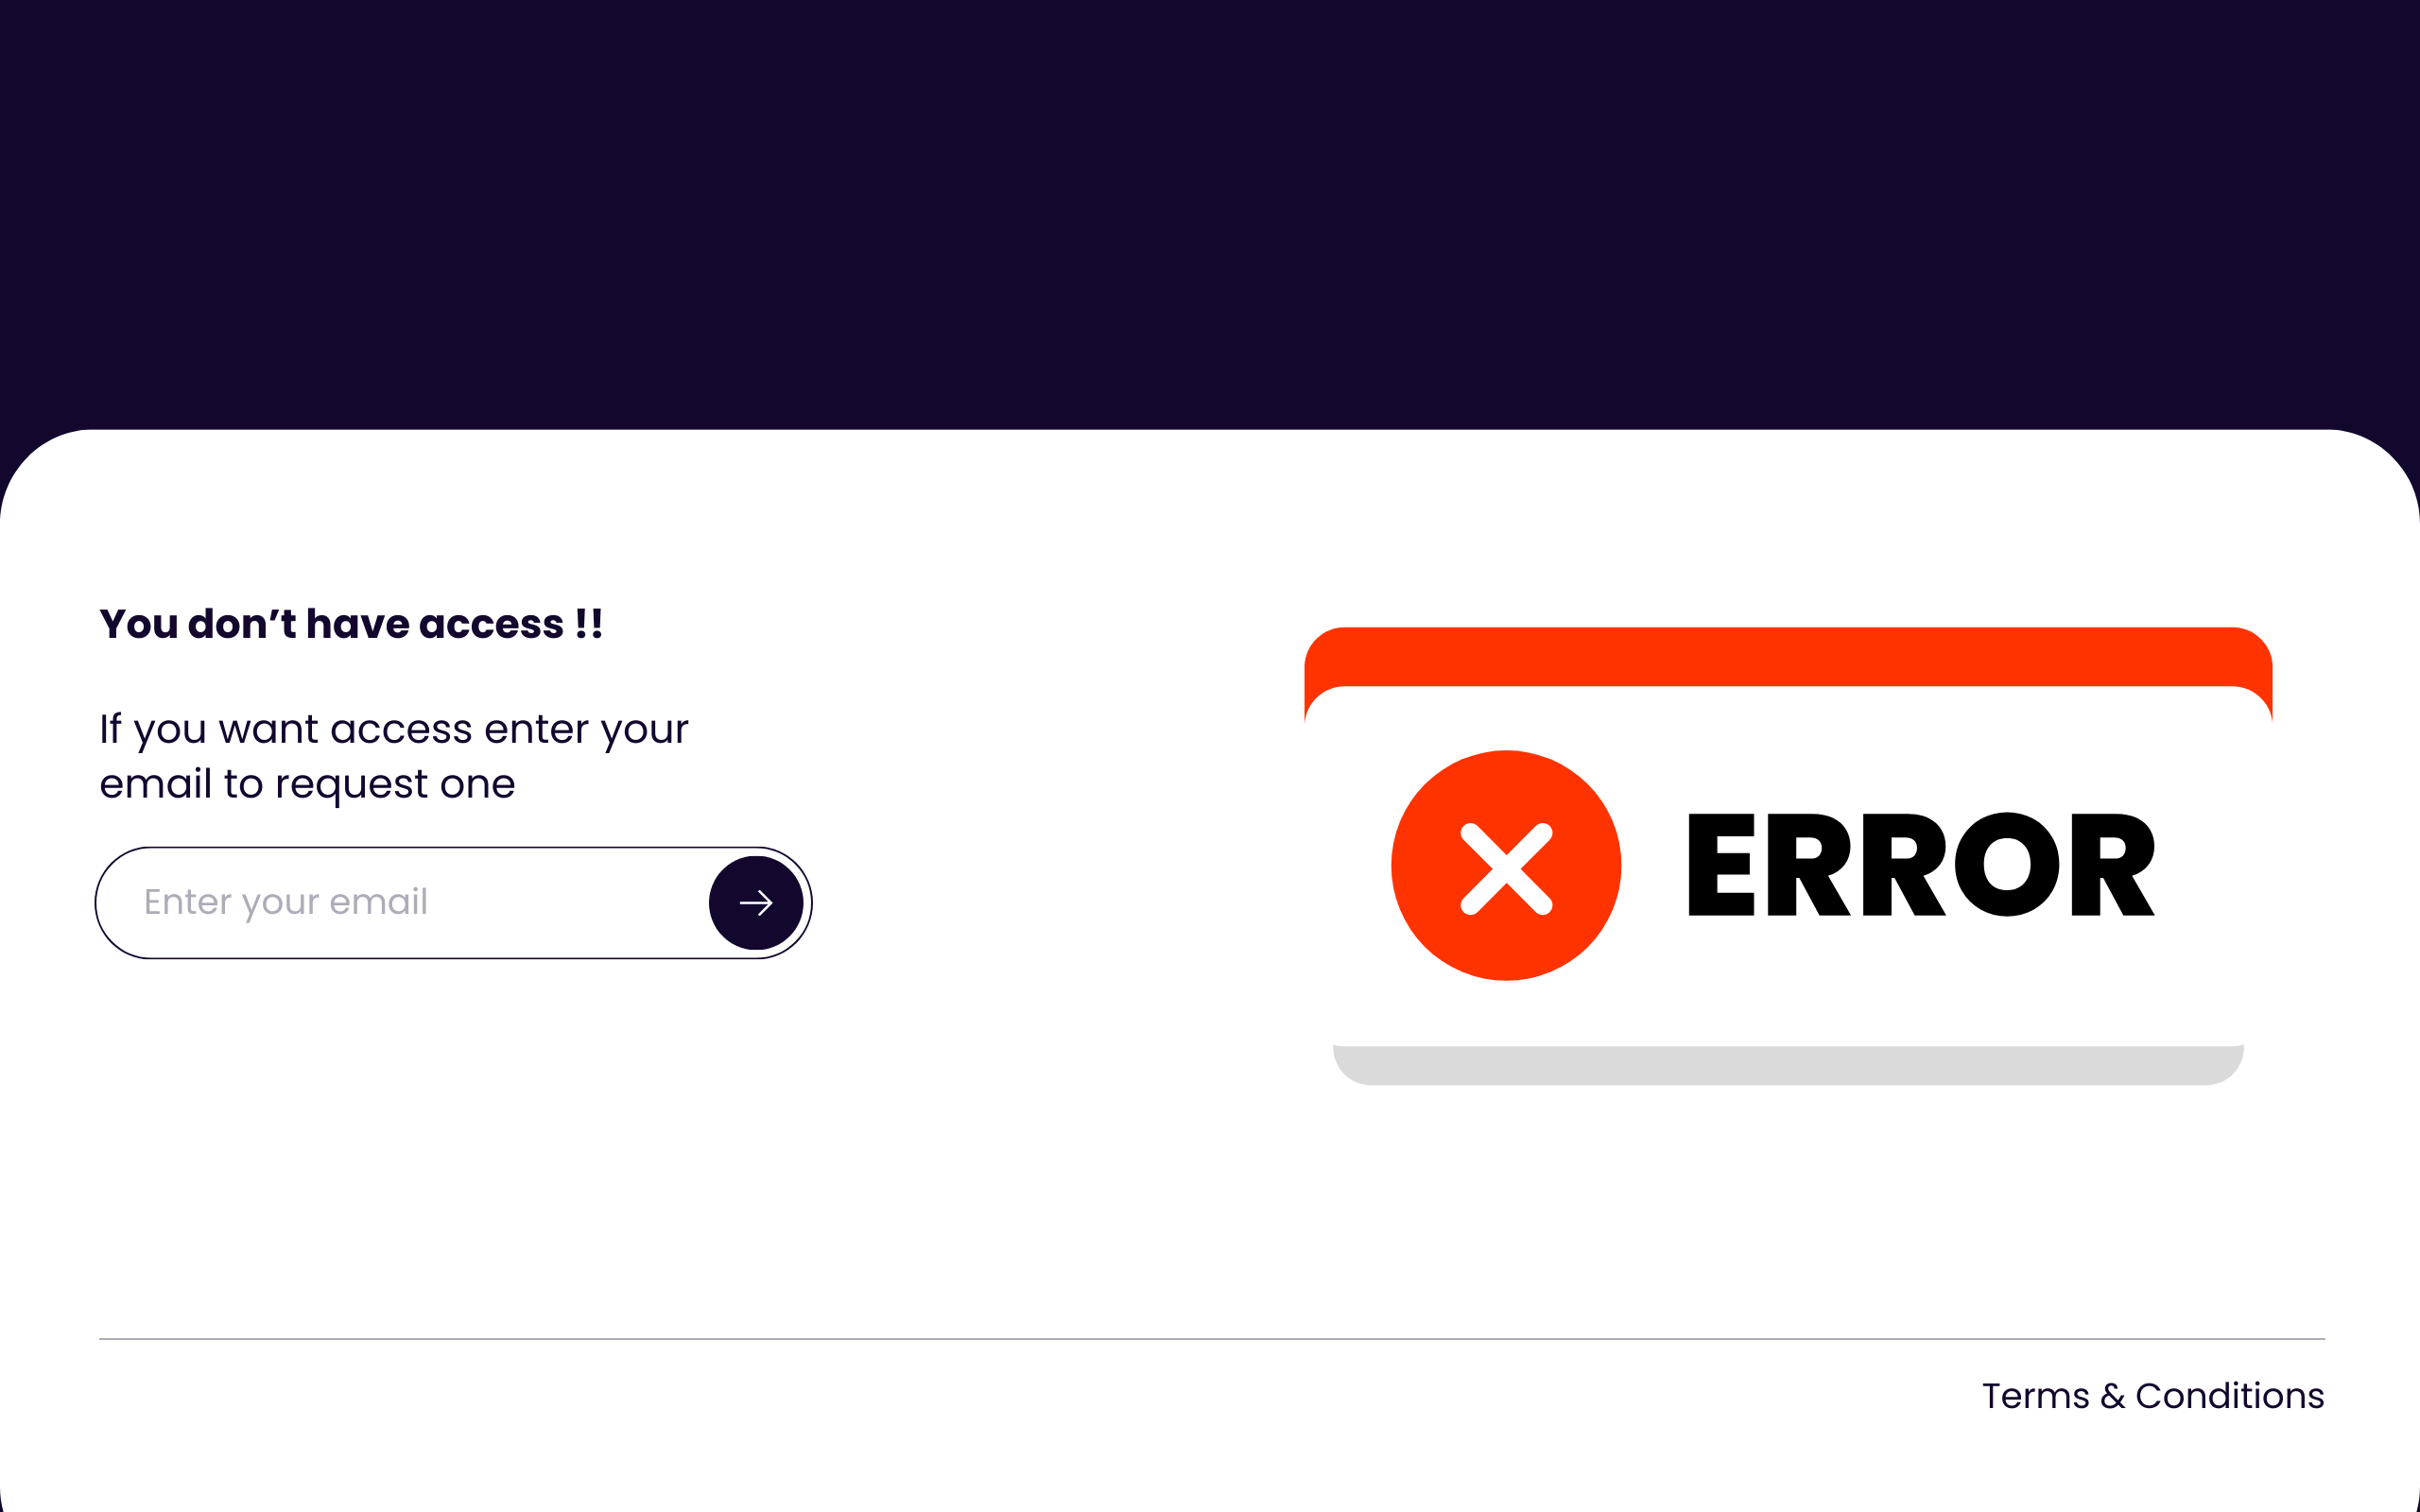 You don’t have access !!
If you want access enter your
email to request one
Enter your email
ERROR
Terms & Conditions